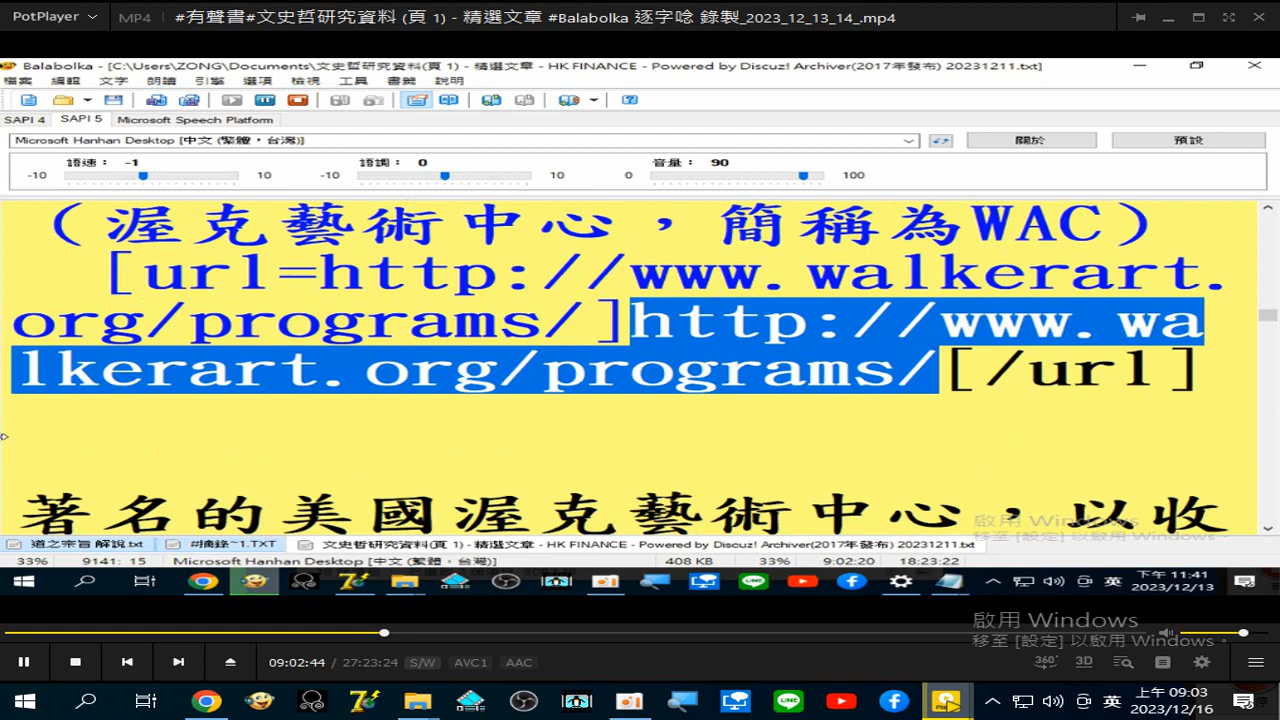 PotPlayer MP4 #有聲書#文史哲研究資料 (頁 1) - 精選文章 #Balabolka 逐字唸 錄製_2023_12_13_14_.mp4
Balabolka - [C:\Users\ZONG\Documents\文史哲研究資料(頁 1) - 精選文章 - HK FINANCE - Powered by Discuz! Archiver(2017年發布) 20231211.txt]
檔案 編輯 文字 朗讀 引擎 選項 檢視 工具 書籤 說明
SAPI 4 SAPI 5 Microsoft Speech Platform
Microsoft Hanhan Desktop [中文 (繁體，台灣)] 關於 預設
語速： -1 語調： 0 音量： 90
-10 10 -10 10 0 100
（渥克藝術中心，簡稱為WAC）
[url=http://www.walkerart.
org/programs/]http://www.wa
lkerart.org/programs/[/url]
著名的美國渥克藝術中心，以收
啟用 Windows
移至 [設定] 以啟用 Windows。
道之宗旨 解說.txt #摘錄~1.TXT 文史哲研究資料(頁 1) - 精選文章 - HK FINANCE - Powered by Discuz! Archiver(2017年發布) 20231211.txt
33% 9141: 15 Microsoft Hanhan Desktop [中文 (繁體，台灣)] 408 KB 33% 9:02:20 18:23:22
英 下午 11:41
2023/12/13
啟用 Windows
移至 [設定] 以啟用 Windows。
09:02:44 / 27:23:24 S/W AVC1 AAC 360° 3D
英 上午 09:03
2023/12/16